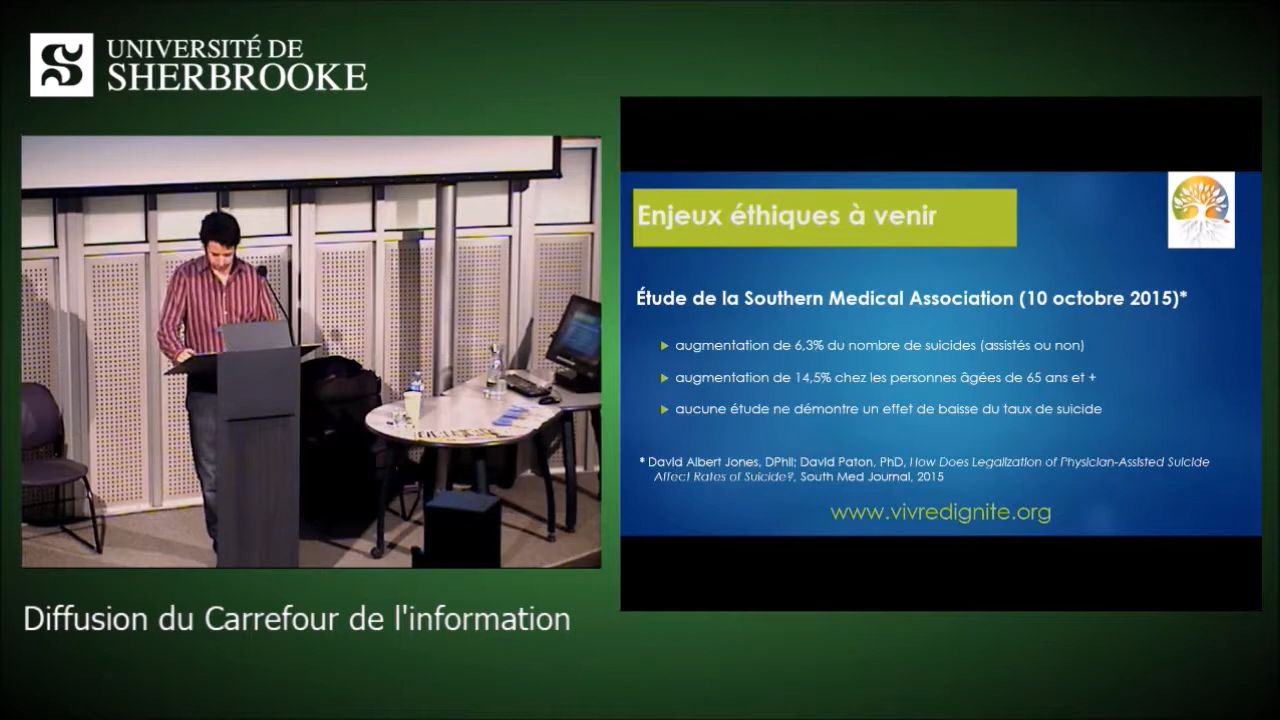 UNIVERSITÉ DE
SHERBROOKE
Enjeux éthiques à venir
Étude de la Southern Medical Association (10 octobre 2015)*
augmentation de 6,3% du nombre de suicides (assistés ou non)
augmentation de 14,5% chez les personnes âgées de 65 ans et +
aucune étude ne démontre un effet de baisse du taux de suicide
* David Albert Jones, DPhil; David Paton, PhD, How Does Legalization of Physician-Assisted Suicide
Affect Rates of Suicide?, South Med Journal, 2015
www.vivredignite.org
Diffusion du Carrefour de l'information